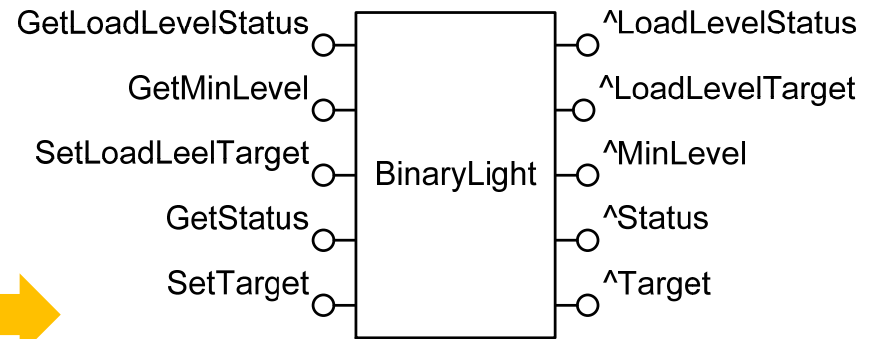 GetLoadLevelStatus
^LoadLevelStatus
GetMinLevel
^LoadLevelTarget
SetLoadLeelTarget
BinaryLight
^MinLevel
GetStatus
^Status
SetTarget
^Target